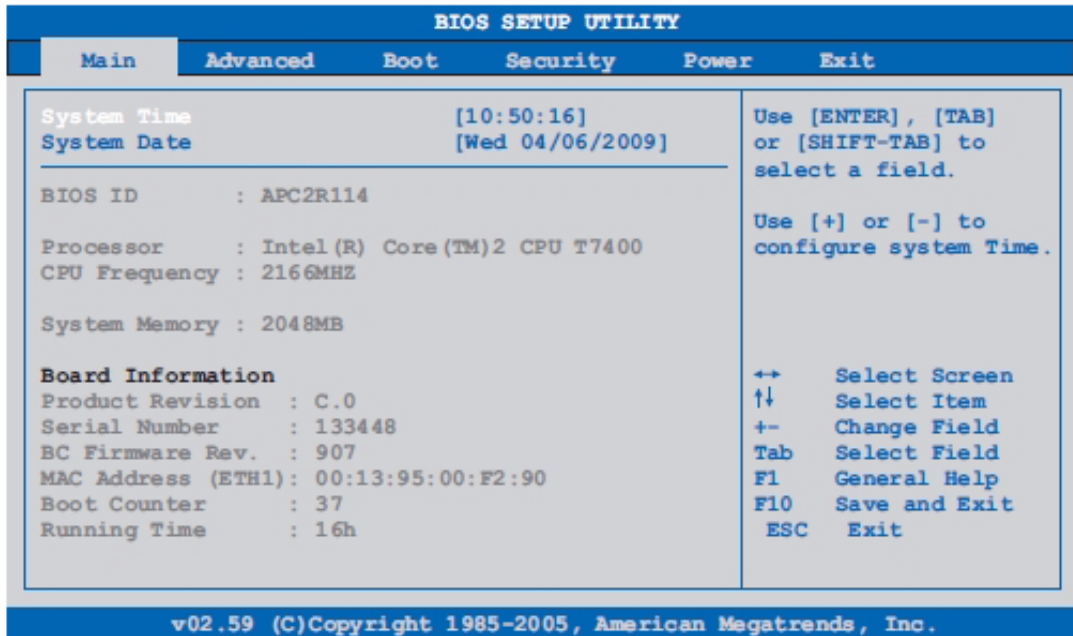 BIOS SETUP UTILITY
Main Advanced Boot Security Power Exit
System Time [10:50:16]
System Date [Wed 04/06/2009]
BIOS ID : APC2R114
Processor : Intel(R) Core(TM)2 CPU T7400
CPU Frequency : 2166MHZ
System Memory : 2048MB
Board Information
Product Revision : C.0
Serial Number : 133448
BC Firmware Rev. : 907
MAC Address (ETH1): 00:13:95:00:F2:90
Boot Counter : 37
Running Time : 16h
Use [ENTER], [TAB]
or [SHIFT-TAB] to
select a field.
Use [+] or [-] to
configure system Time.
↔ Select Screen
↑↓ Select Item
+- Change Field
Tab Select Field
F1 General Help
F10 Save and Exit
ESC Exit
v02.59 (C)Copyright 1985-2005, American Megatrends, Inc.